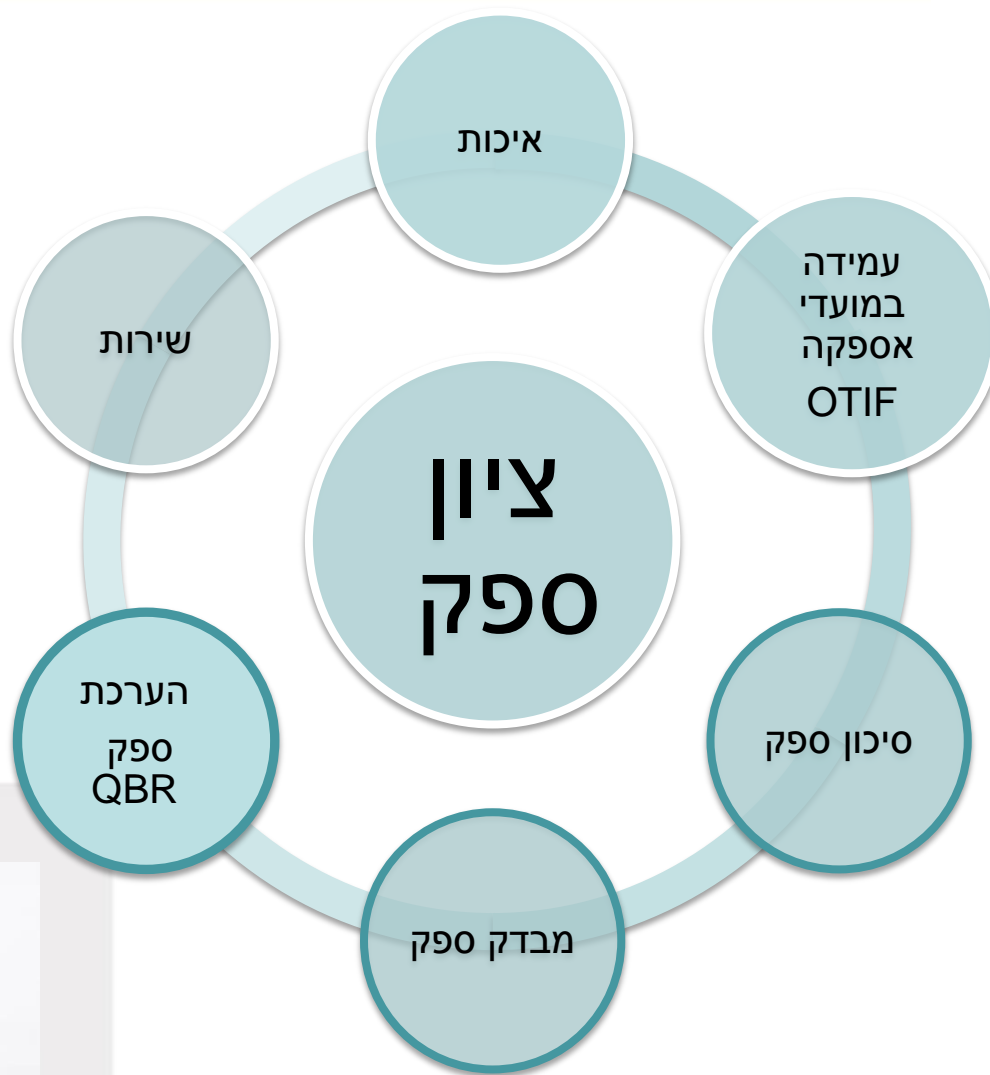 איכות
עמידה
במועדי
אספקה
OTIF
שירות
ציון
ספק
סיכון ספק
הערכת
ספק
QBR
מבדק ספק